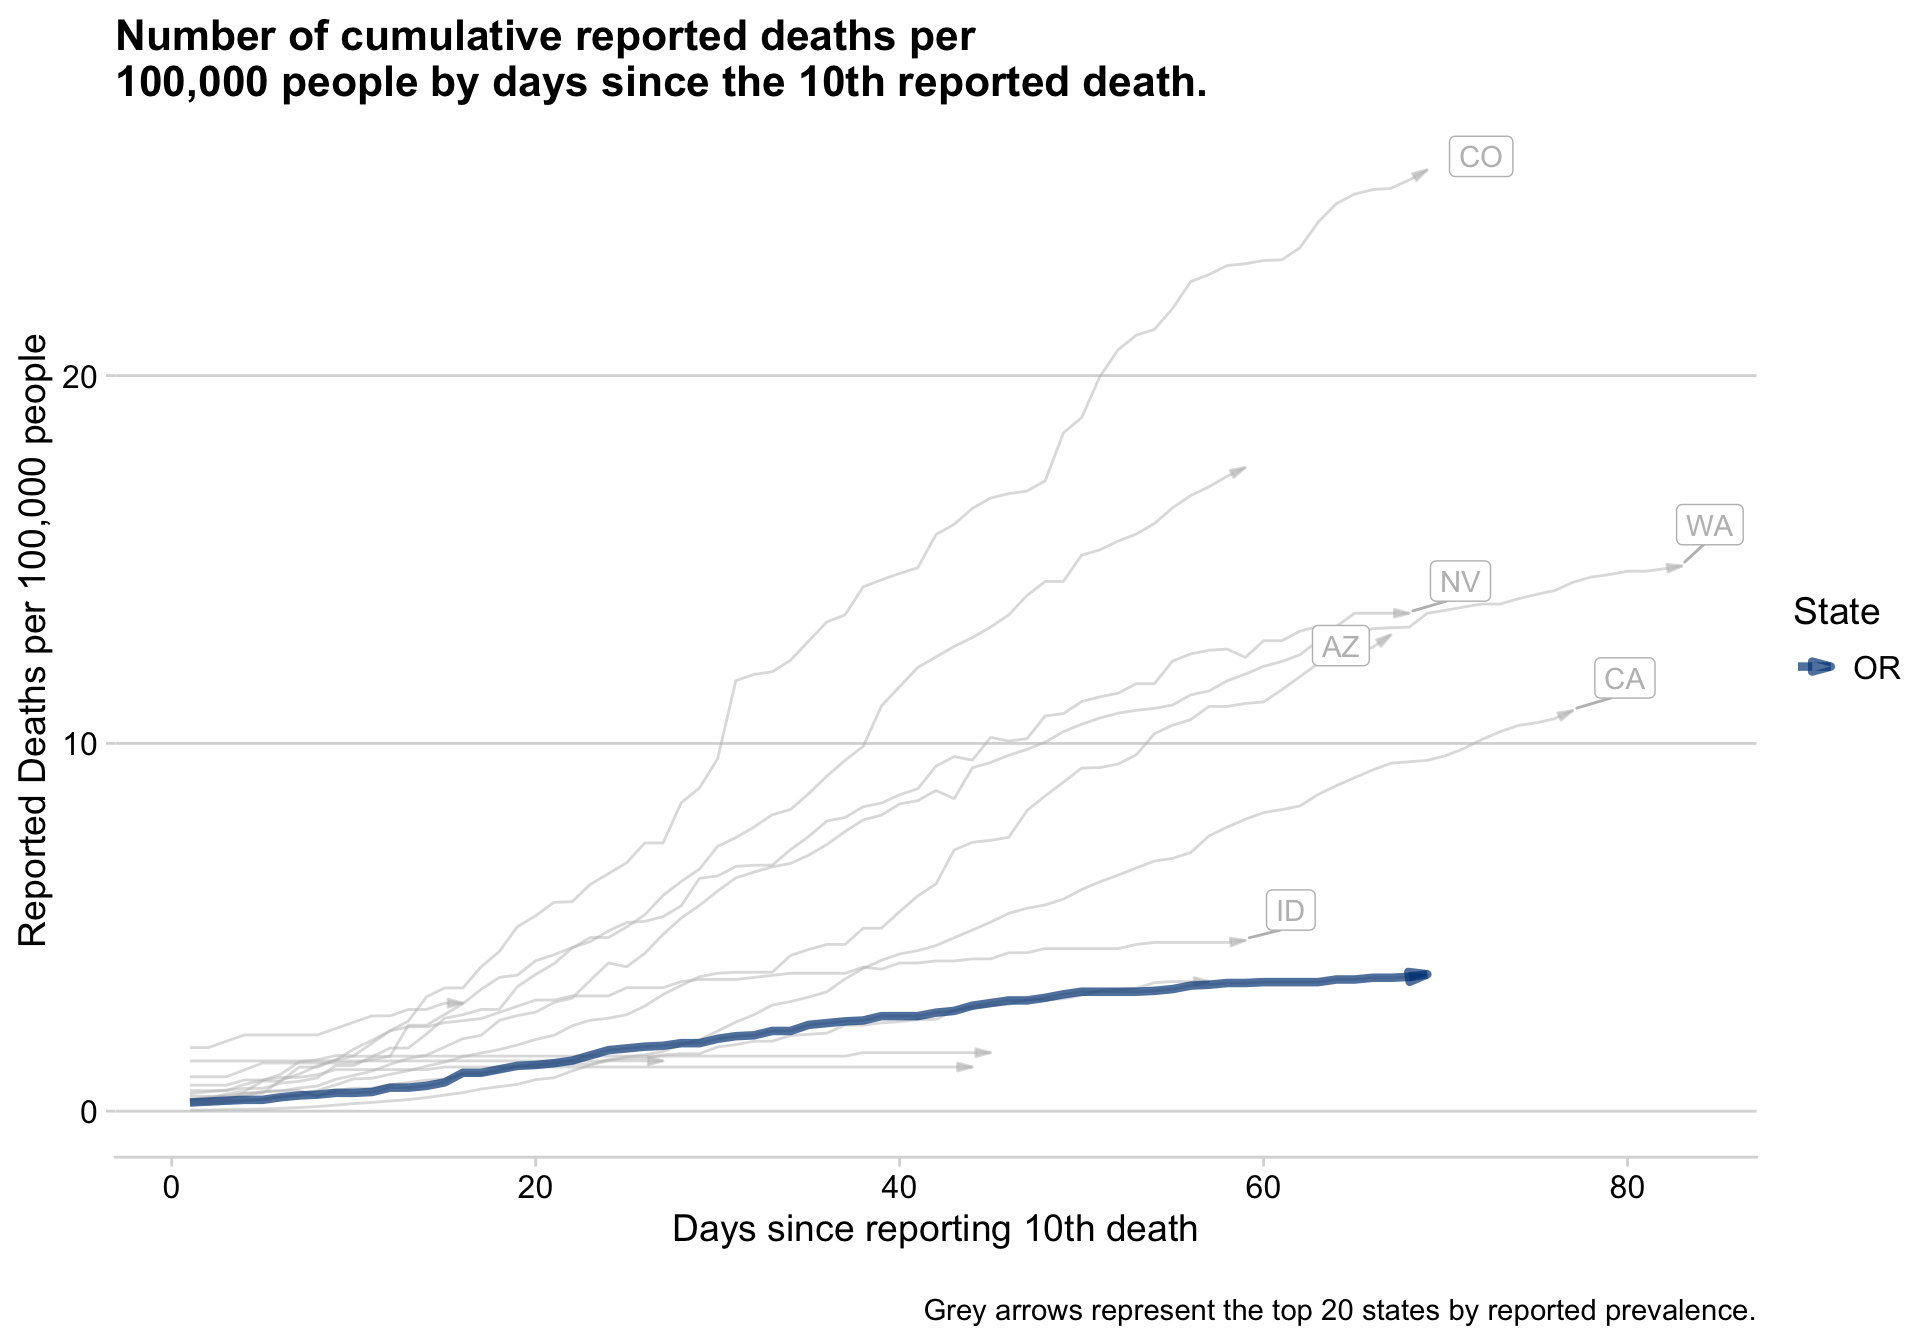 Number of cumulative reported deaths per
100,000 people by days since the 10th reported death.
CO
20
WA
NV
AZ
CA
10
ID
0
Reported Deaths per 100,000 people
State
OR
0 20 40 60 80
Days since reporting 10th death
Grey arrows represent the top 20 states by reported prevalence.